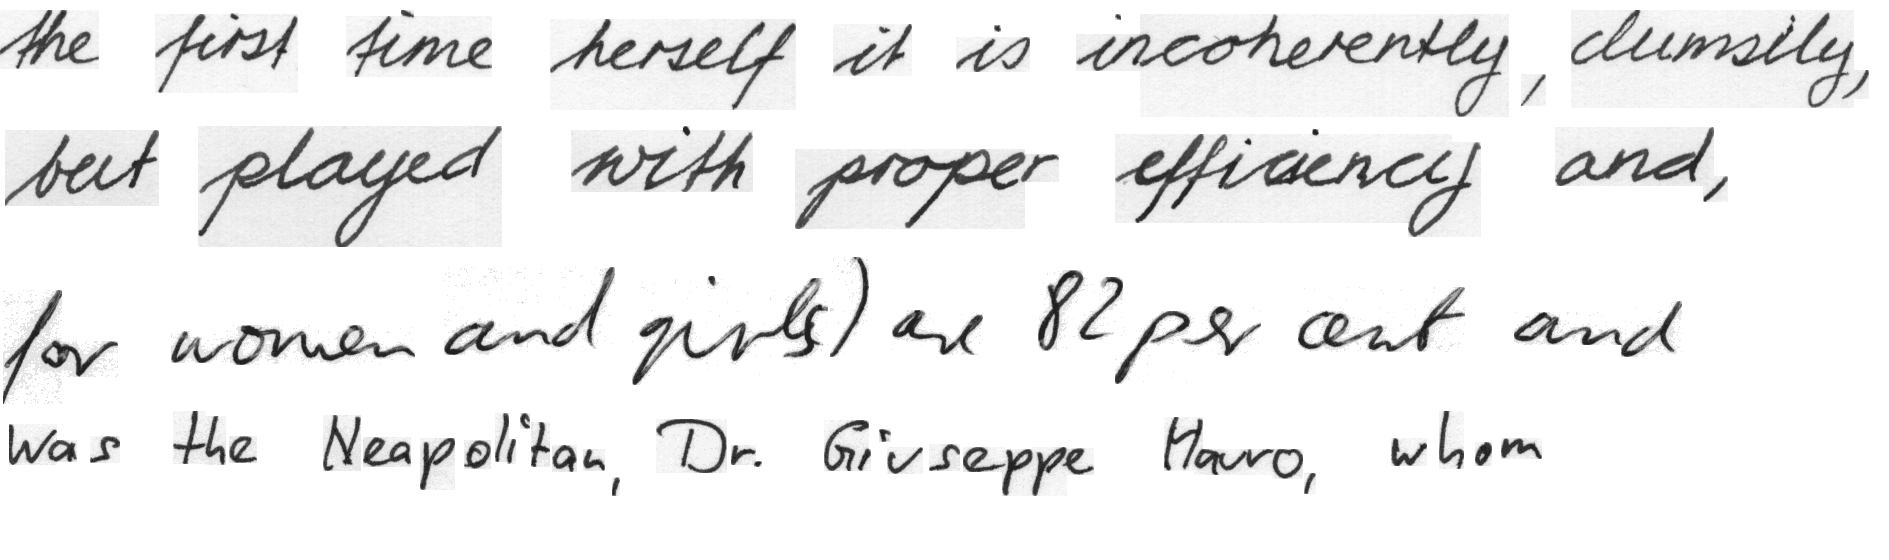 the first time herself it is incoherently, clumsily,
but played with proper efficiency and,
for women and girls) are 82 per cent and
was the Neapolitan, Dr. Giuseppe Mauro, whom